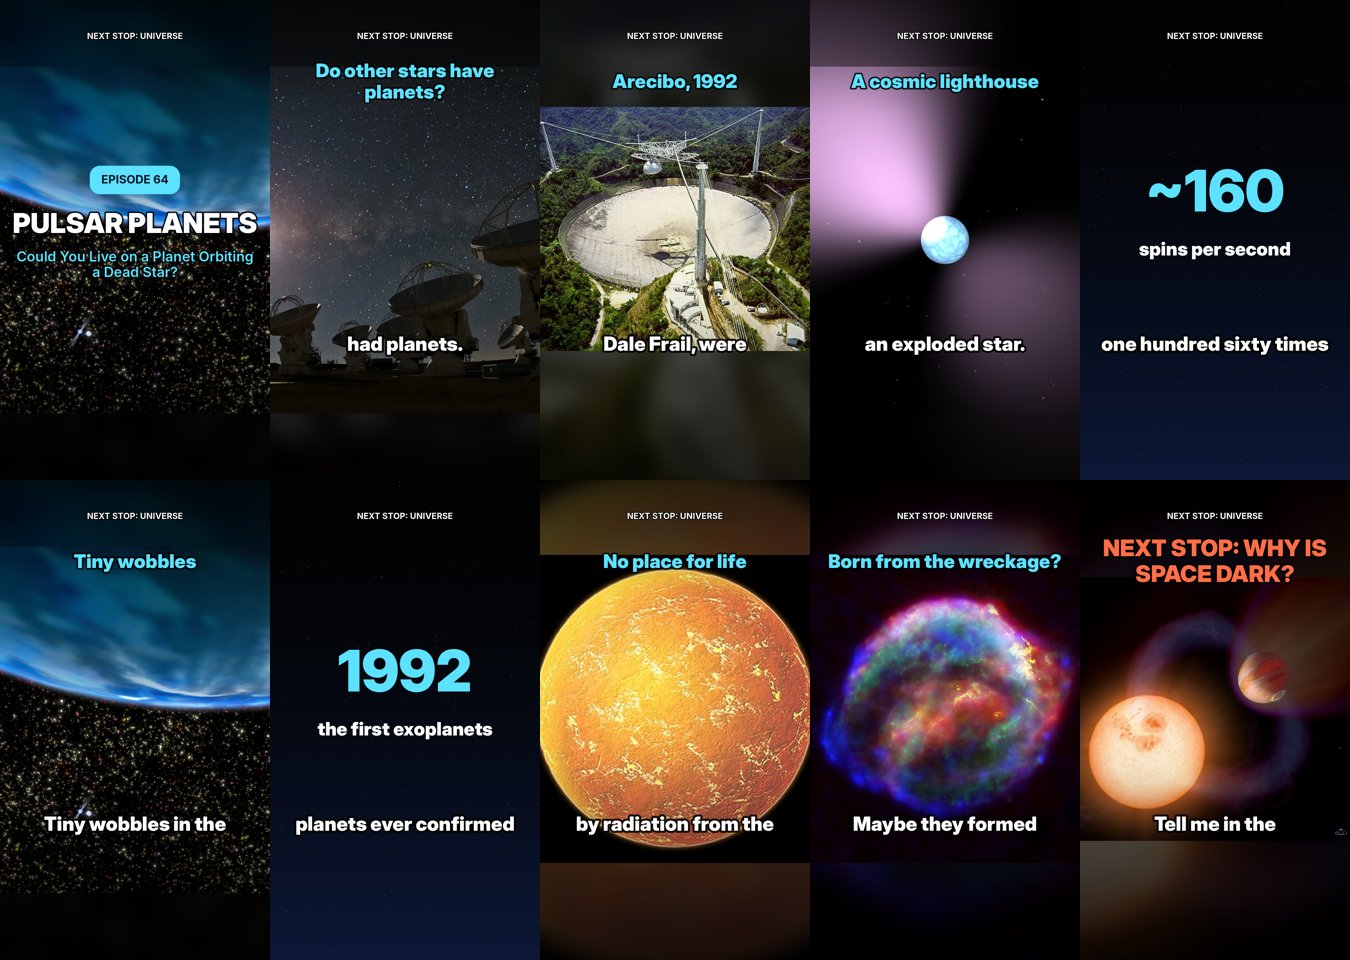 NEXT STOP: UNIVERSE
EPISODE 64
PULSAR PLANETS
Could You Live on a Planet Orbiting
a Dead Star?
NEXT STOP: UNIVERSE
Do other stars have
planets?
had planets.
NEXT STOP: UNIVERSE
Arecibo, 1992
Dale Frail, were
NEXT STOP: UNIVERSE
A cosmic lighthouse
an exploded star.
NEXT STOP: UNIVERSE
~160
spins per second
one hundred sixty times
NEXT STOP: UNIVERSE
Tiny wobbles
Tiny wobbles in the
NEXT STOP: UNIVERSE
1992
the first exoplanets
planets ever confirmed
NEXT STOP: UNIVERSE
No place for life
by radiation from the
NEXT STOP: UNIVERSE
Born from the wreckage?
Maybe they formed
NEXT STOP: UNIVERSE
NEXT STOP: WHY IS
SPACE DARK?
Tell me in the